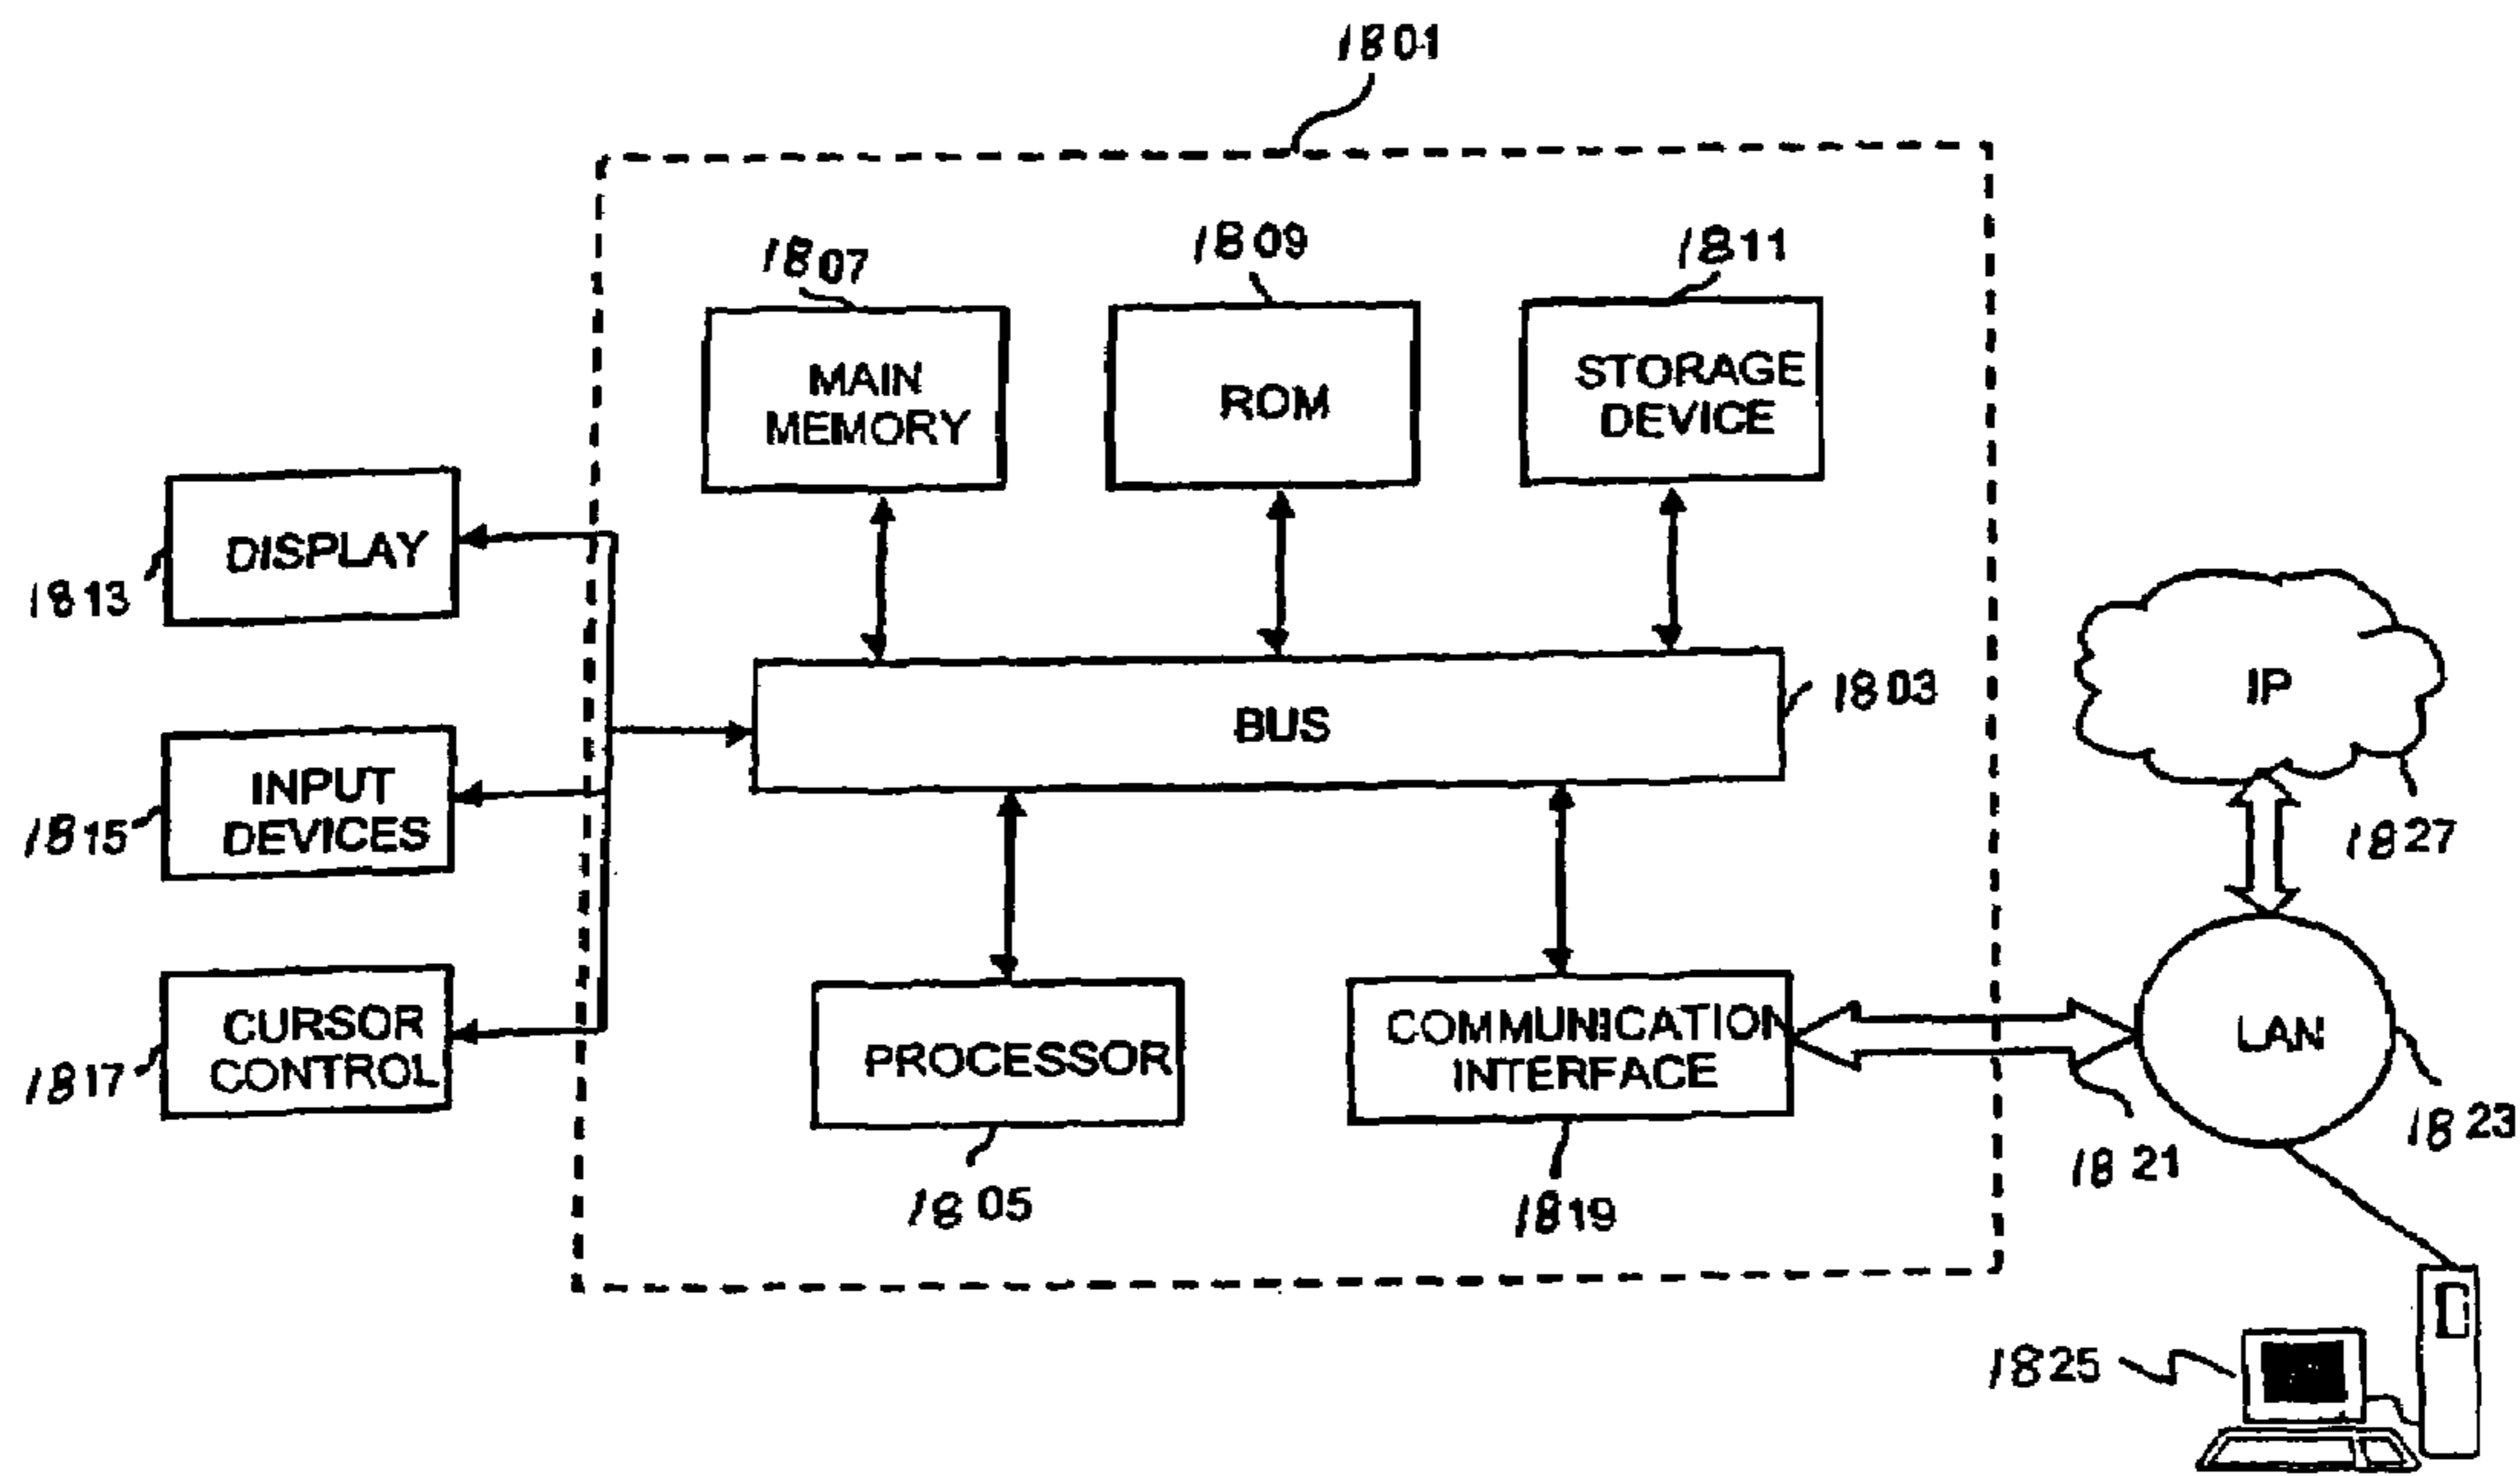 1801
1807
1809
1811
MAIN
MEMORY
ROM
STORAGE
DEVICE
DISPLAY
1813
BUS
1803
IP
INPUT
DEVICES
1815
1827
CURSOR
CONTROL
1817
PROCESSOR
COMMUNICATION
INTERFACE
LAN
1805
1819
1821
1823
1825